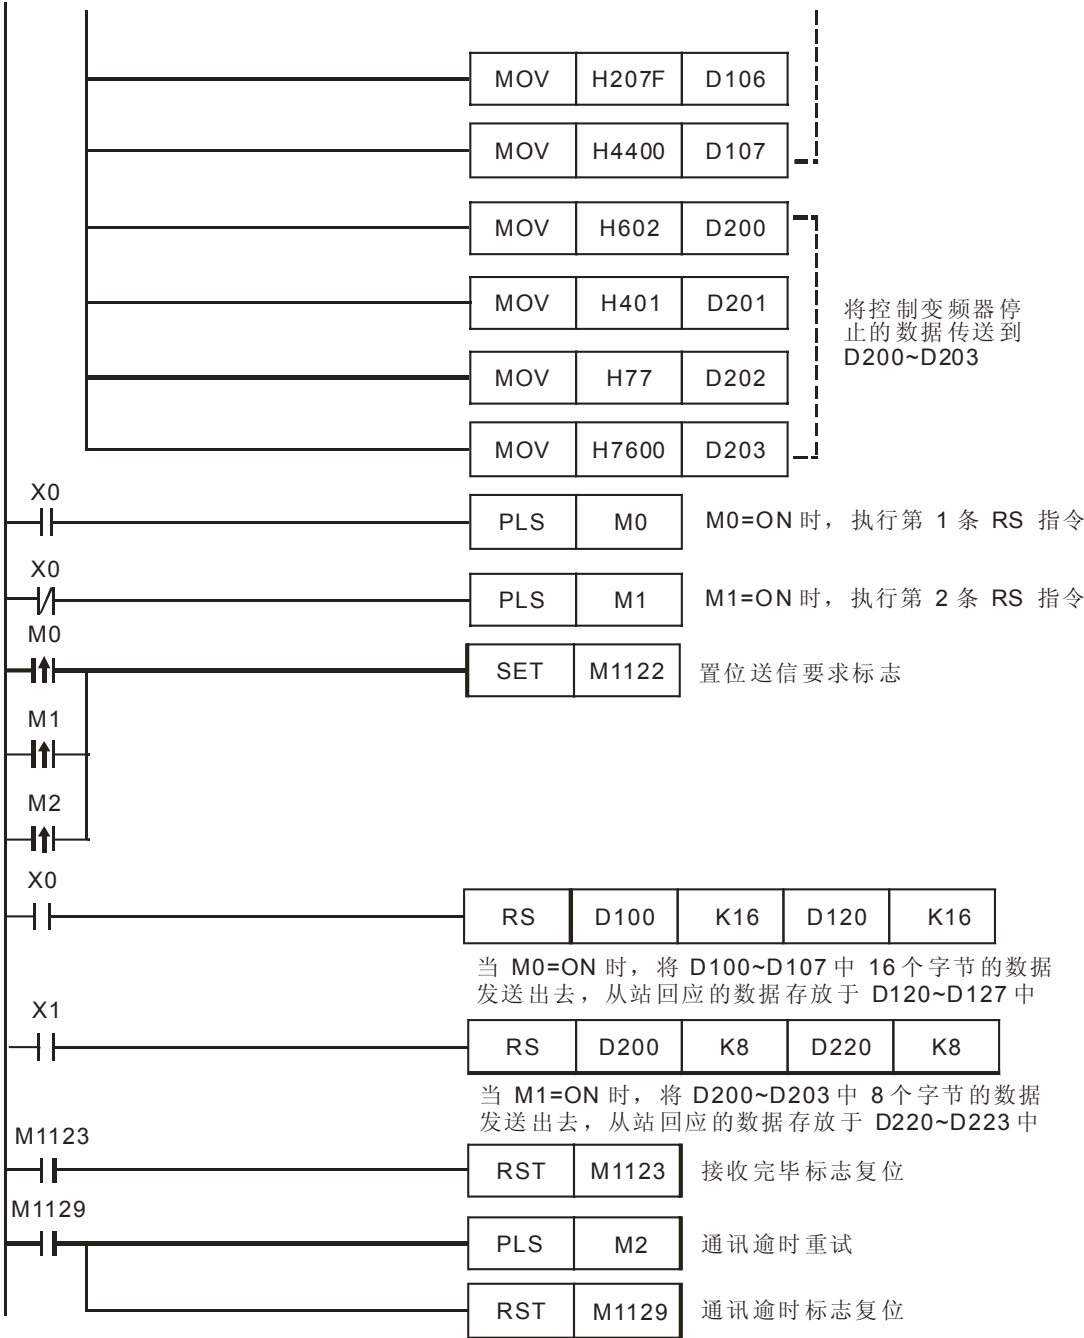 MOV H207F D106
MOV H4400 D107
MOV H602 D200
MOV H401 D201
将控制变频器停
止的数据传送到
D200~D203
MOV H77 D202
MOV H7600 D203
X0
PLS M0 M0=ON时，执行第 1 条 RS 指令
X0
PLS M1 M1=ON时，执行第 2 条 RS 指令
M0
SET M1122 置位送信要求标志
M1
M2
X0
RS D100 K16 D120 K16
当 M0=ON 时，将 D100~D107 中 16 个字节的数据
发送出去，从站回应的数据存放于 D120~D127 中
X1
RS D200 K8 D220 K8
当 M1=ON 时，将 D200~D203 中 8 个字节的数据
发送出去，从站回应的数据存放于 D220~D223 中
M1123
RST M1123 接收完毕标志复位
M1129
PLS M2 通讯逾时重试
RST M1129 通讯逾时标志复位